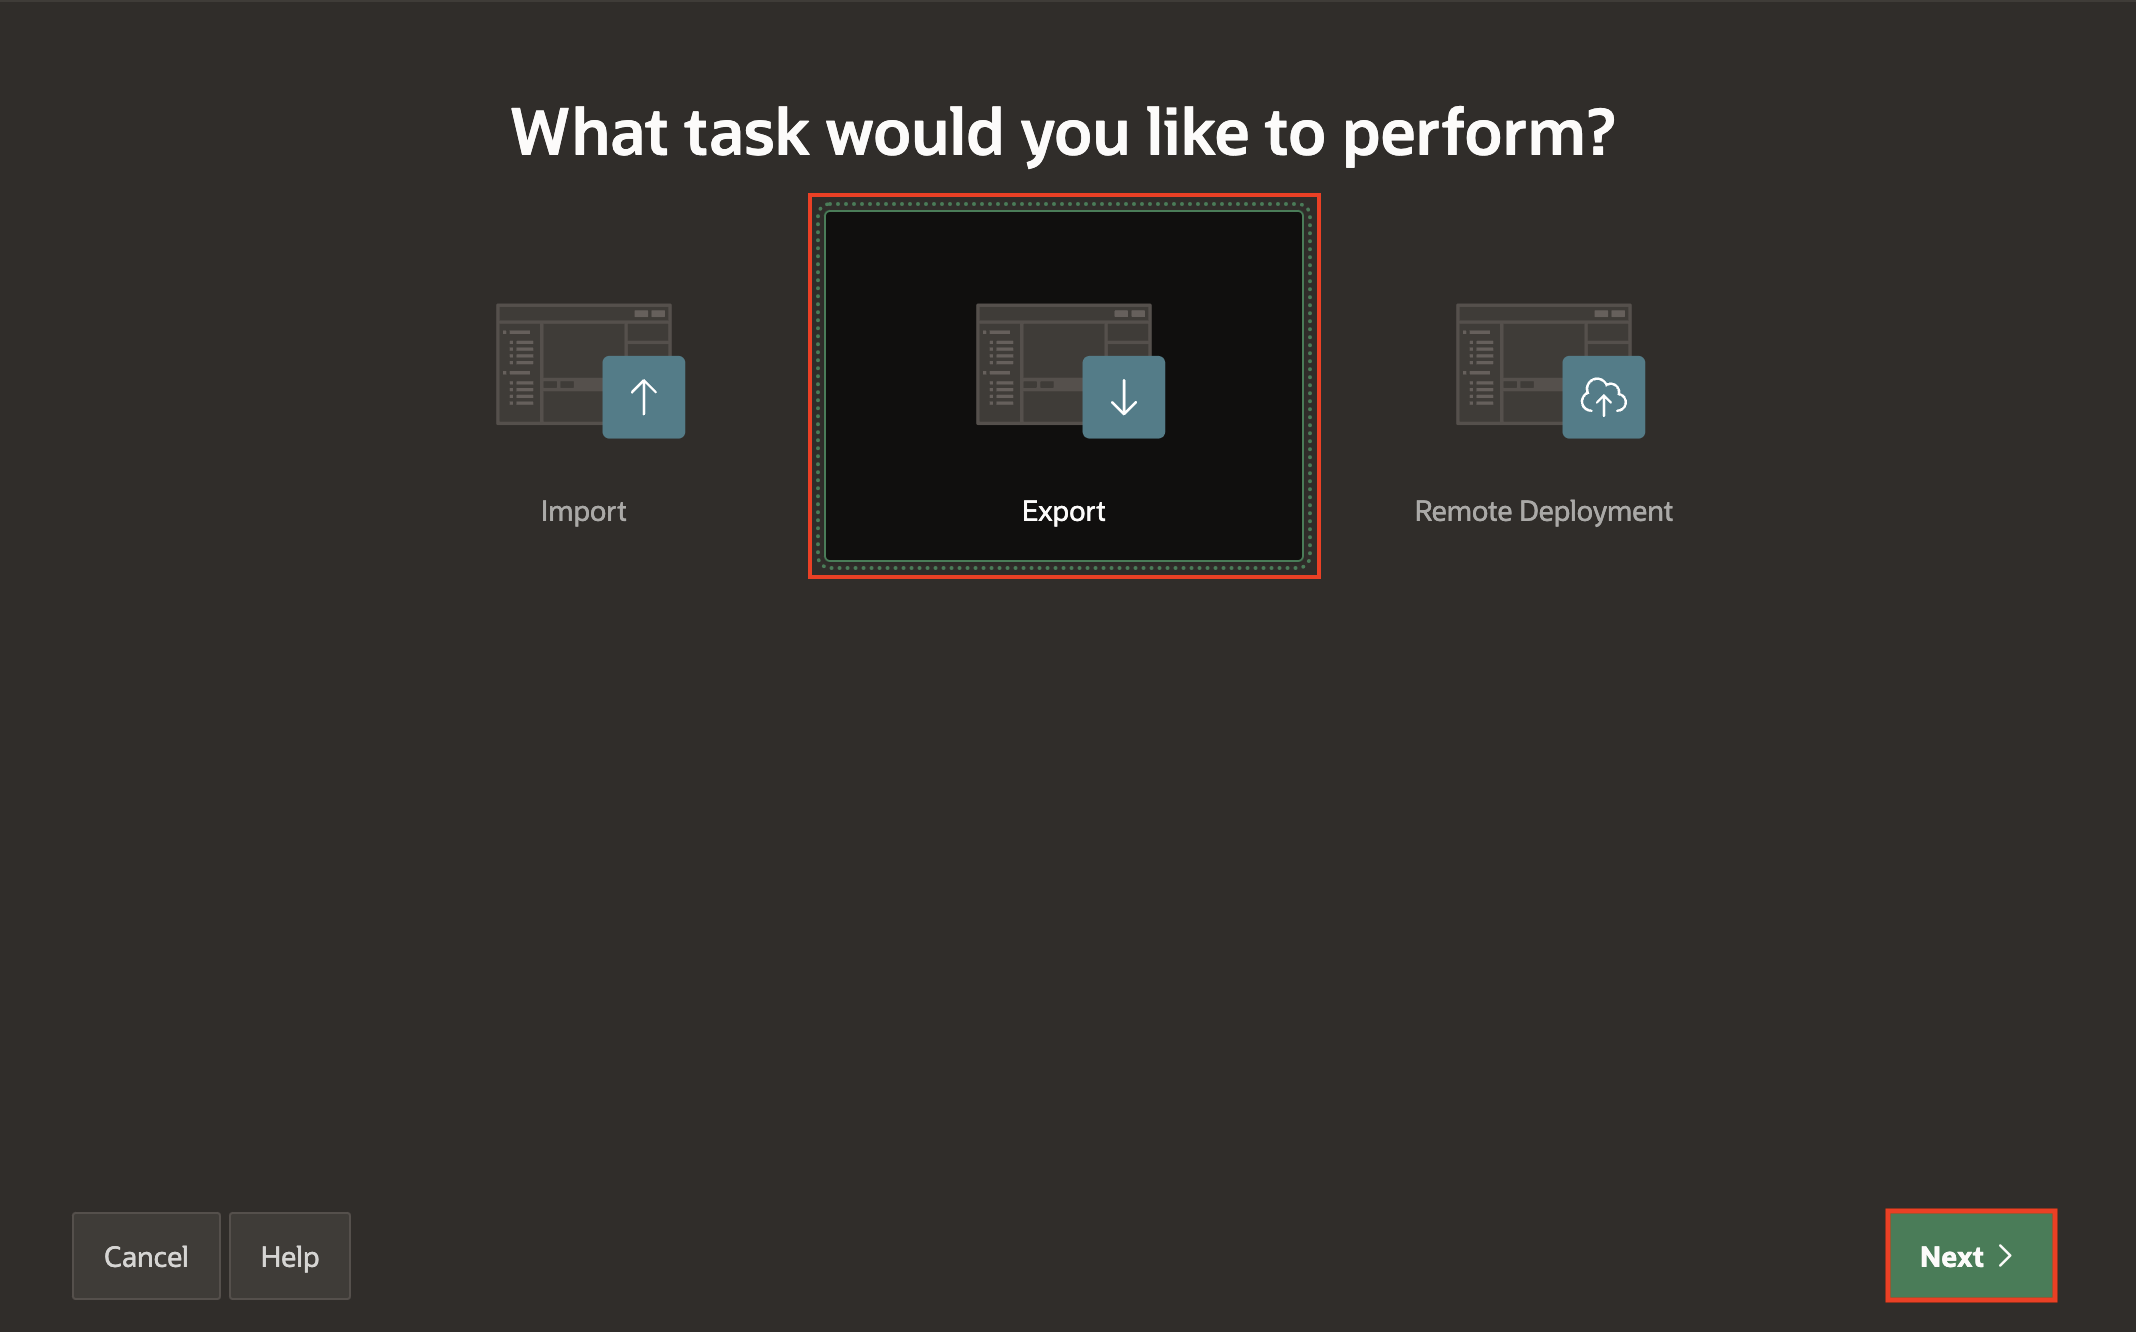 What task would you like to perform?
Import
Export
Remote Deployment
Cancel
Help
Next